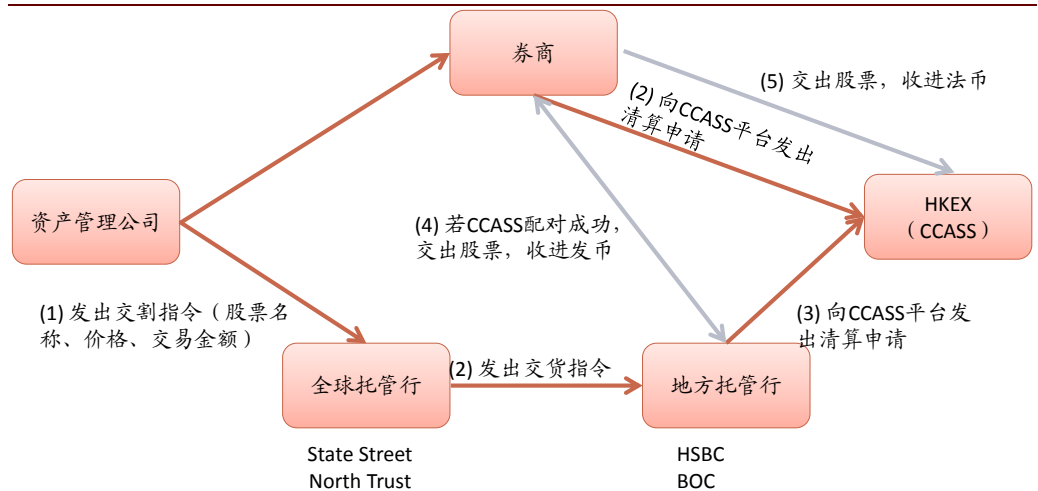 券商
(5) 交出股票，收进法币
(2) 向CCASS平台发出
清算申请
资产管理公司
HKEX
（CCASS）
(4) 若CCASS配对成功，
交出股票，收进发币
(1) 发出交割指令（股票名
称、价格、交易金额）
(3) 向CCASS平台发
出清算申请
全球托管行
(2) 发出交货指令
地方托管行
State Street
North Trust
HSBC
BOC